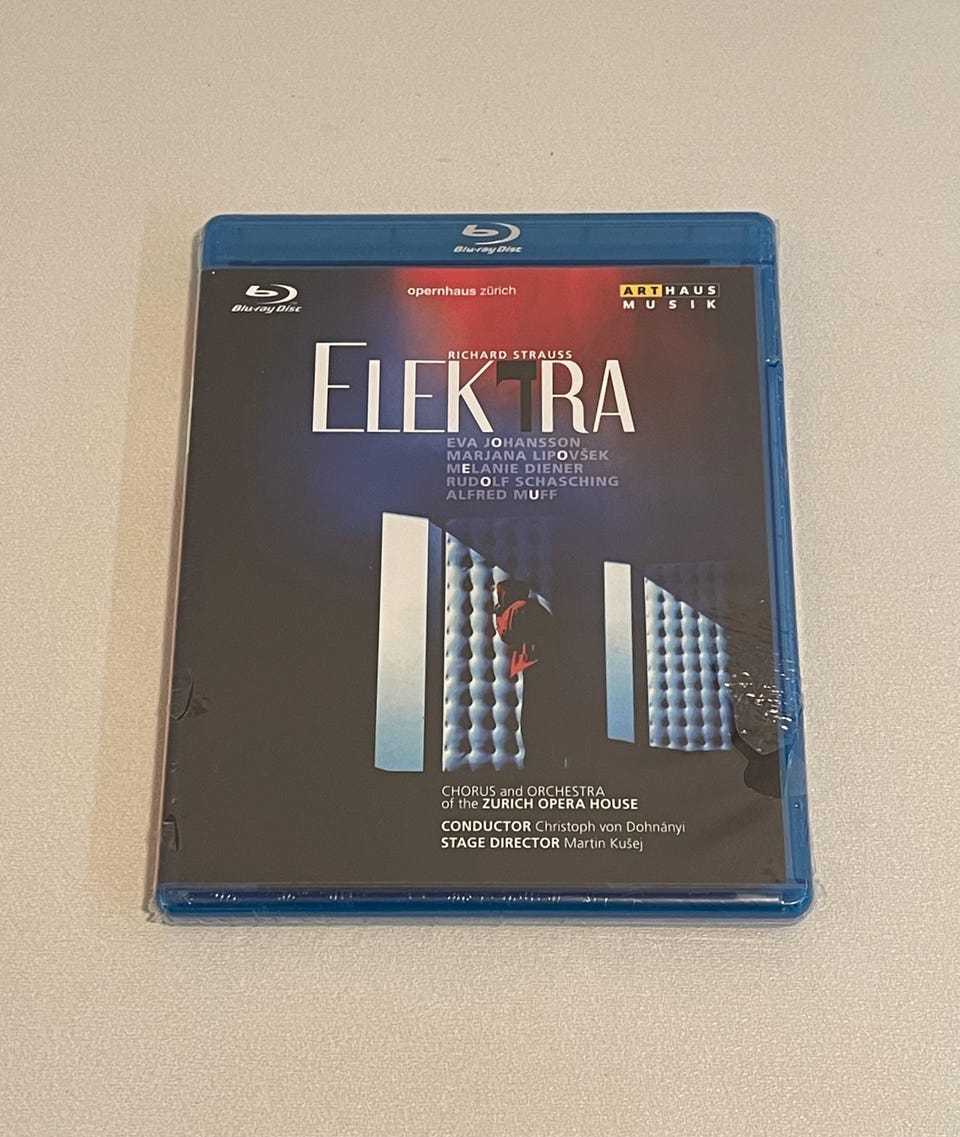 Blu-ray Disc
Blu-ray Disc
opernhaus zürich
ARTHAUS
MUSIK
RICHARD STRAUSS
ELEKTRA
EVA JOHANSSON
MARJANA LIPOVŠEK
MELANIE DIENER
RUDOLF SCHASCHING
ALFRED MUFF
CHORUS and ORCHESTRA
of the ZURICH OPERA HOUSE
CONDUCTOR Christoph von Dohnányi
STAGE DIRECTOR Martin Kušej